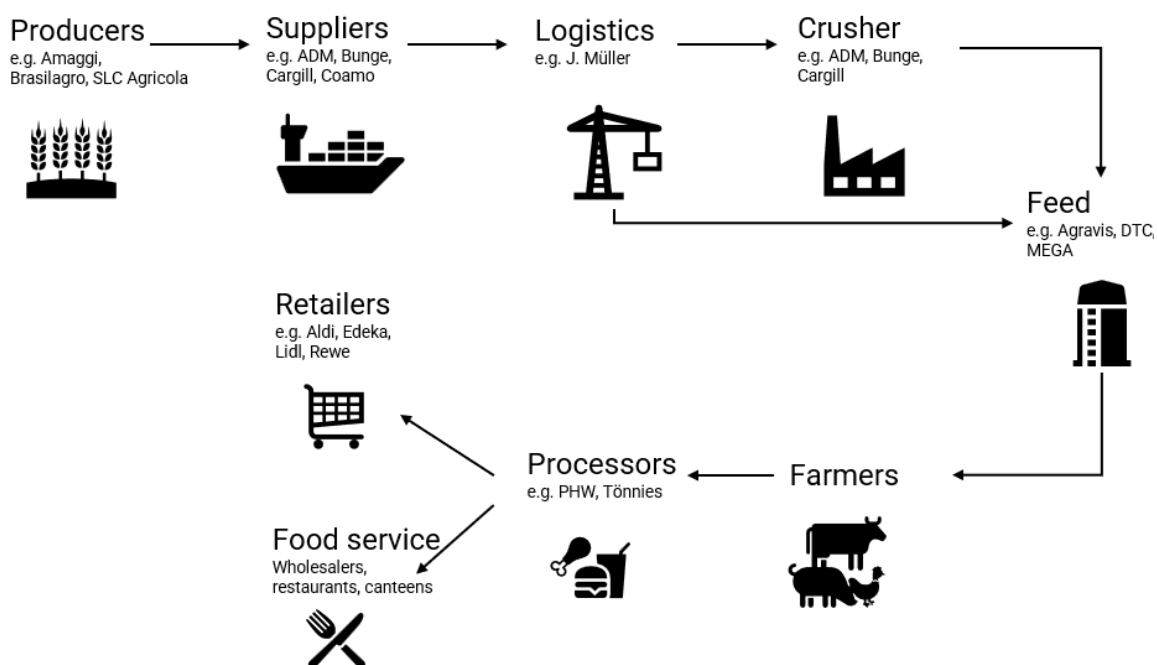 Producers
e.g. Amaggi,
Brasilagro, SLC Agricola
Suppliers
e.g. ADM, Bunge,
Cargill, Coamo
Logistics
e.g. J. Müller
Crusher
e.g. ADM, Bunge,
Cargill
Feed
e.g. Agravis, DTC,
MEGA
Retailers
e.g. Aldi, Edeka,
Lidl, Rewe
Processors
e.g. PHW, Tönnies
Farmers
Food service
Wholesalers,
restaurants, canteens